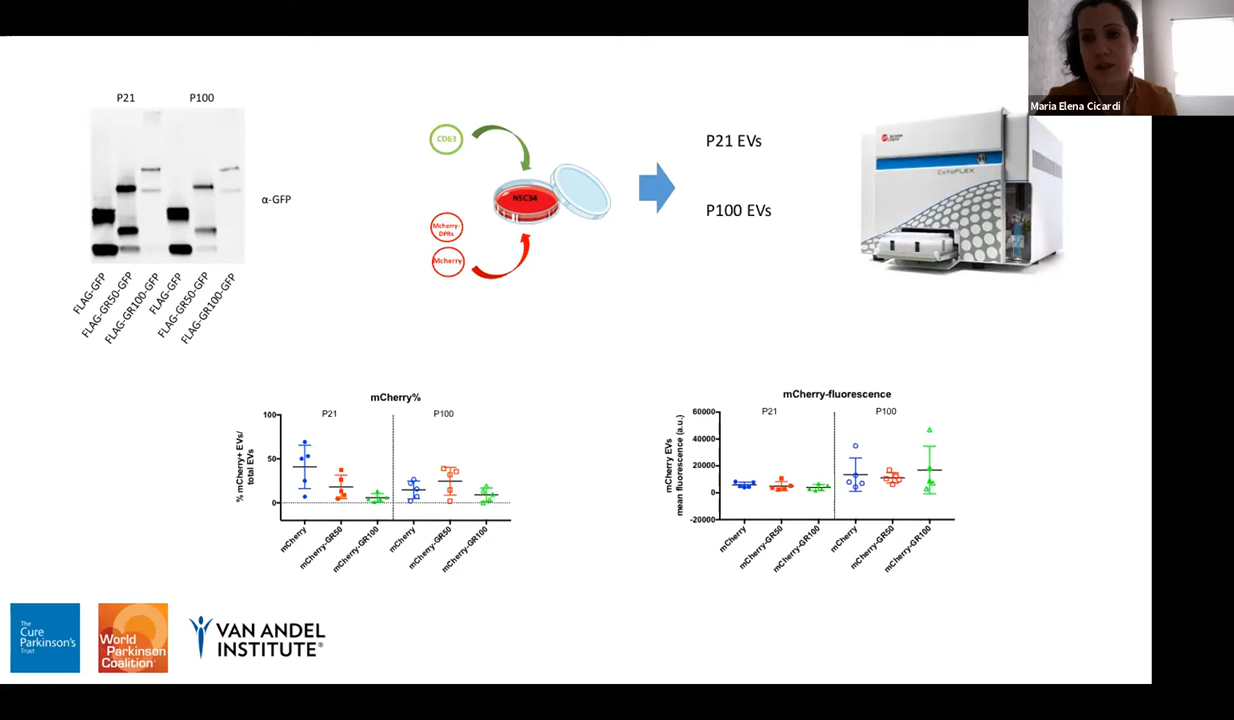 Maria Elena Cicardi
P21
P100
α-GFP
FLAG-GFP
FLAG-GR50-GFP
FLAG-GR100-GFP
FLAG-GFP
FLAG-GR50-GFP
FLAG-GR100-GFP
CD63
Mcherry-
DPRs
Mcherry
NSC34
P21 EVs
P100 EVs
BECKMAN
COULTER
CytoFLEX
mCherry%
P21
P100
% mCherry+ EVs/
total EVs
100
50
0
mCherry
mCherry-GR50
mCherry-GR100
mCherry
mCherry-GR50
mCherry-GR100
mCherry-fluorescence
P21
P100
mCherry EVs
mean fluorescence (a.u.)
60000
40000
20000
0
-20000
mCherry
mCherry-GR50
mCherry-GR100
mCherry
mCherry-GR50
mCherry-GR100
The
Cure
Parkinson's
Trust
World
Parkinson
Coalition
VAN ANDEL
INSTITUTE®